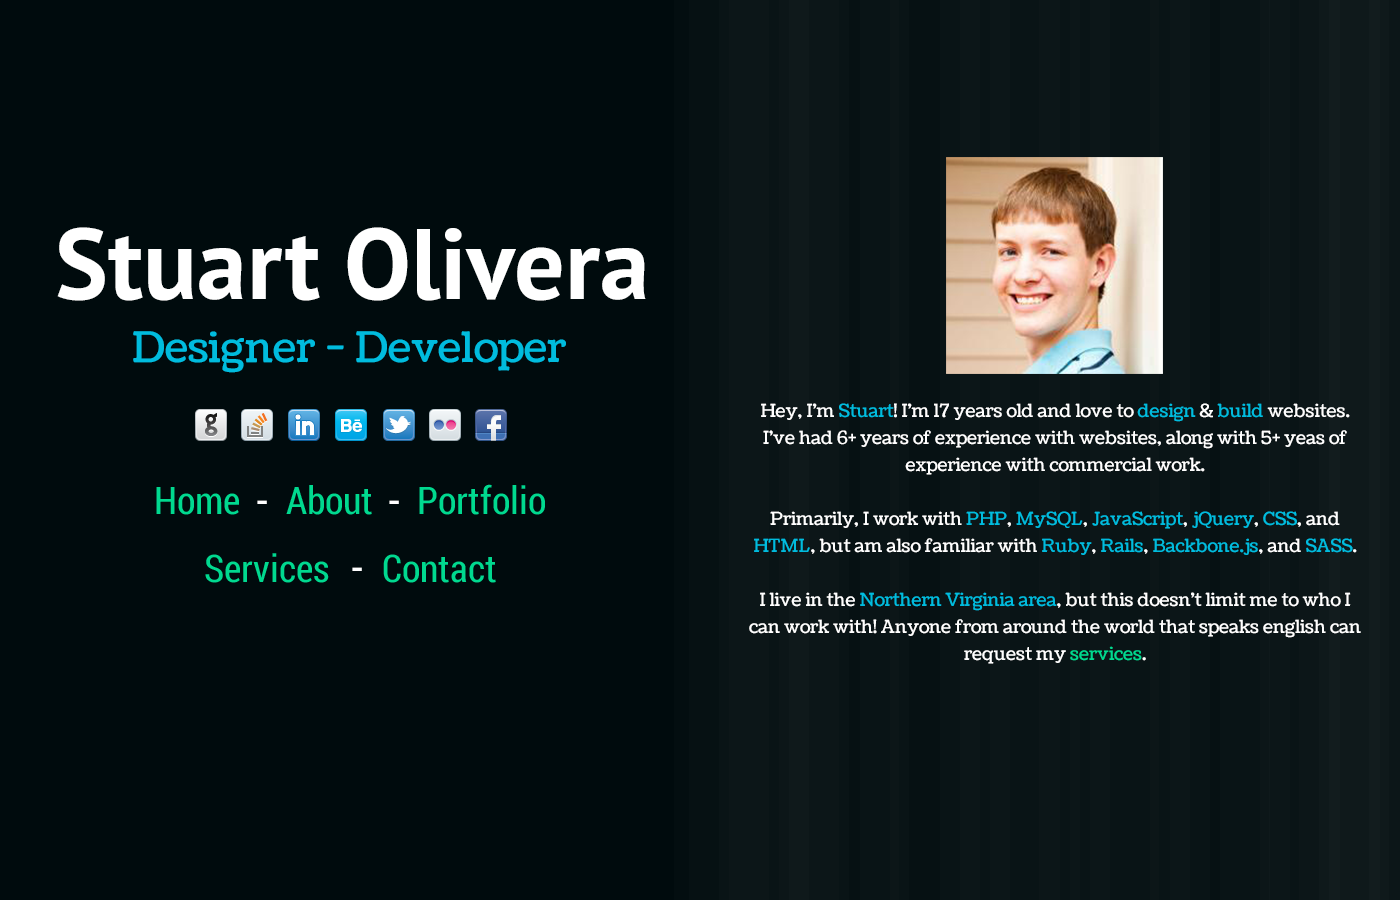 Stuart Olivera
Designer - Developer
g in Bē f
Home - About - Portfolio
Services - Contact
Hey, I'm Stuart! I'm 17 years old and love to design & build websites.
I've had 6+ years of experience with websites, along with 5+ yeas of
experience with commercial work.
Primarily, I work with PHP, MySQL, JavaScript, jQuery, CSS, and
HTML, but am also familiar with Ruby, Rails, Backbone.js, and SASS.
I live in the Northern Virginia area, but this doesn't limit me to who I
can work with! Anyone from around the world that speaks english can
request my services.